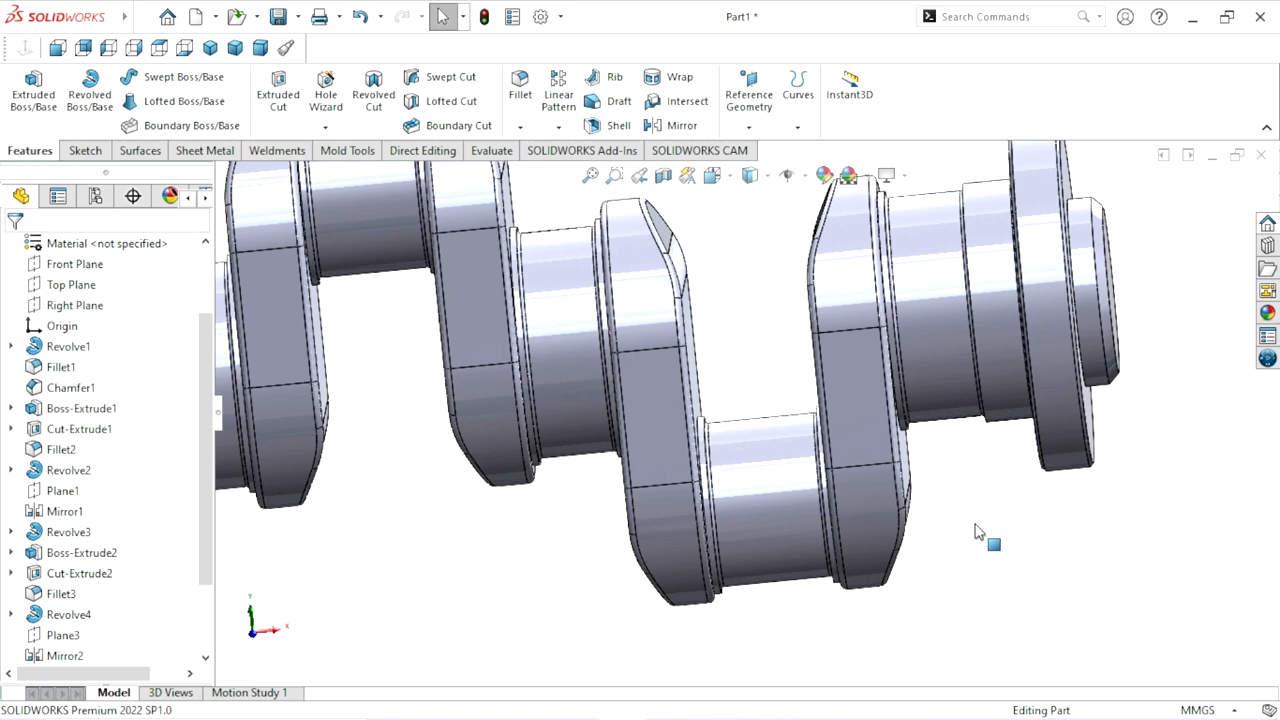 SOLIDWORKS
Part1 *
Search Commands
Extruded Boss/Base
Revolved Boss/Base
Swept Boss/Base
Lofted Boss/Base
Boundary Boss/Base
Extruded Cut
Hole Wizard
Revolved Cut
Swept Cut
Lofted Cut
Boundary Cut
Fillet
Linear Pattern
Rib
Draft
Shell
Wrap
Intersect
Mirror
Reference Geometry
Curves
Instant3D
Features Sketch Surfaces Sheet Metal Weldments Mold Tools Direct Editing Evaluate SOLIDWORKS Add-Ins SOLIDWORKS CAM
Material <not specified>
Front Plane
Top Plane
Right Plane
Origin
Revolve1
Fillet1
Chamfer1
Boss-Extrude1
Cut-Extrude1
Fillet2
Revolve2
Plane1
Mirror1
Revolve3
Boss-Extrude2
Cut-Extrude2
Fillet3
Revolve4
Plane3
Mirror2
Y
X
Model 3D Views Motion Study 1
SOLIDWORKS Premium 2022 SP1.0
Editing Part
MMGS